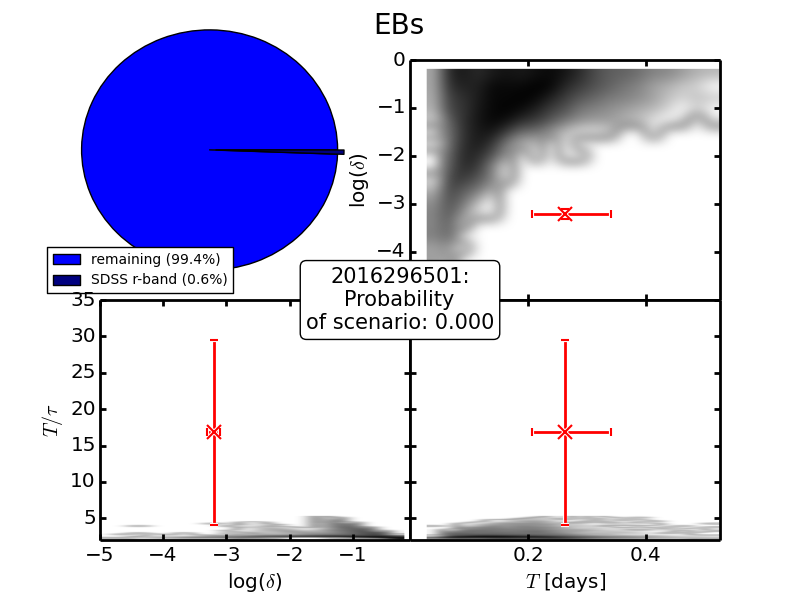 EBs
remaining (99.4%)
SDSS r-band (0.6%)
0
−1
−2
−3
−4
log(δ)
2016296501:
Probability
of scenario: 0.000
35
30
25
20
15
10
5
T/τ
−5 −4 −3 −2 −1
log(δ)
0.2 0.4
T [days]